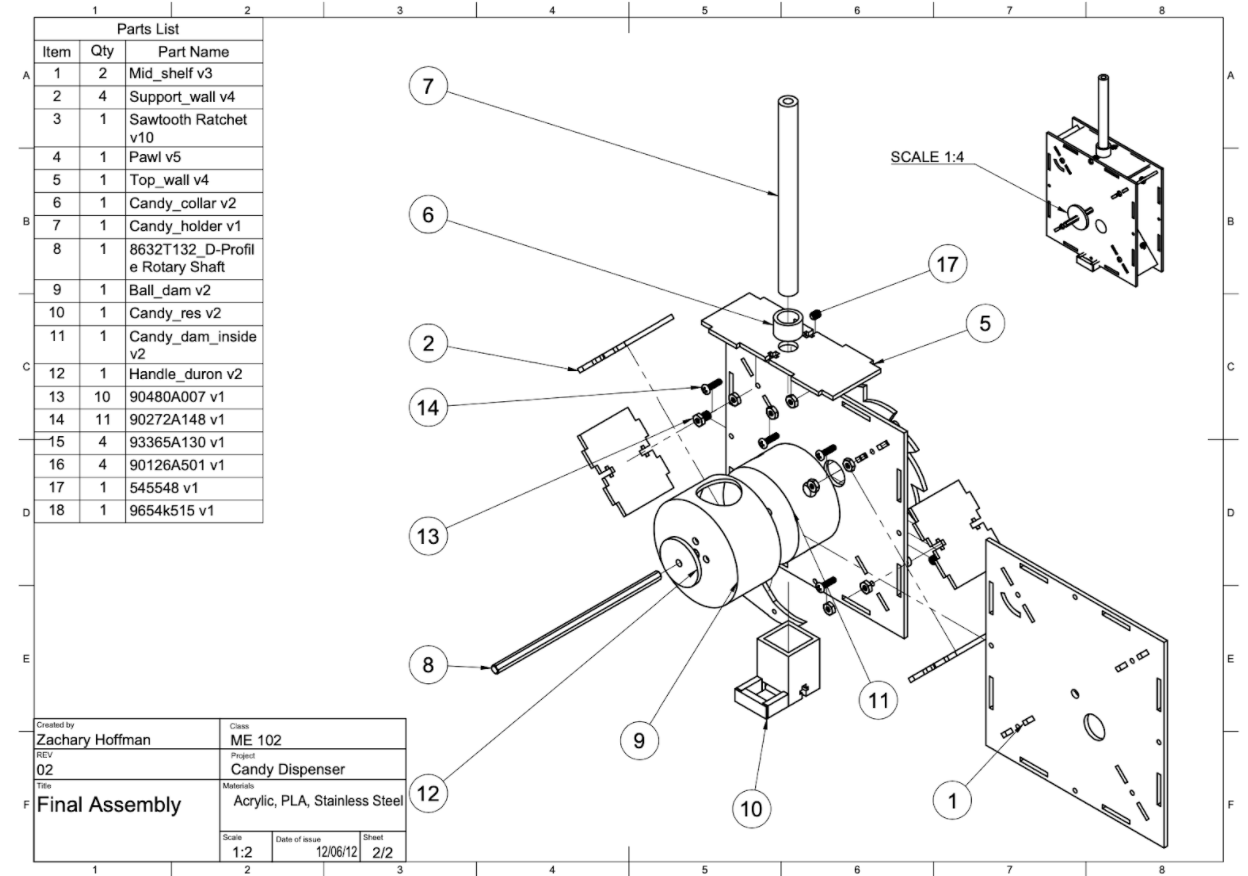 1 2 3 4 5 6 7 8
Parts List
Item Qty Part Name
1 2 Mid_shelf v3
2 4 Support_wall v4
3 1 Sawtooth Ratchet
v10
4 1 Pawl v5
5 1 Top_wall v4
6 1 Candy_collar v2
7 1 Candy_holder v1
8 1 8632T132_D-Profil
e Rotary Shaft
9 1 Ball_dam v2
10 1 Candy_res v2
11 1 Candy_dam_inside
v2
12 1 Handle_duron v2
13 10 90480A007 v1
14 11 90272A148 v1
15 4 93365A130 v1
16 4 90126A501 v1
17 1 545548 v1
18 1 9654k515 v1
A
B
C
D
E
F
7
6
2
14
13
8
12
9
10
11
1
5
17
SCALE 1:4
A
B
C
D
E
F
Created by
Zachary Hoffman
Class
ME 102
REV
02
Project
Candy Dispenser
Title
Final Assembly
Materials
Acrylic, PLA, Stainless Steel
Scale
1:2
Date of issue
12/06/12
Sheet
2/2
1 2 3 4 5 6 7 8